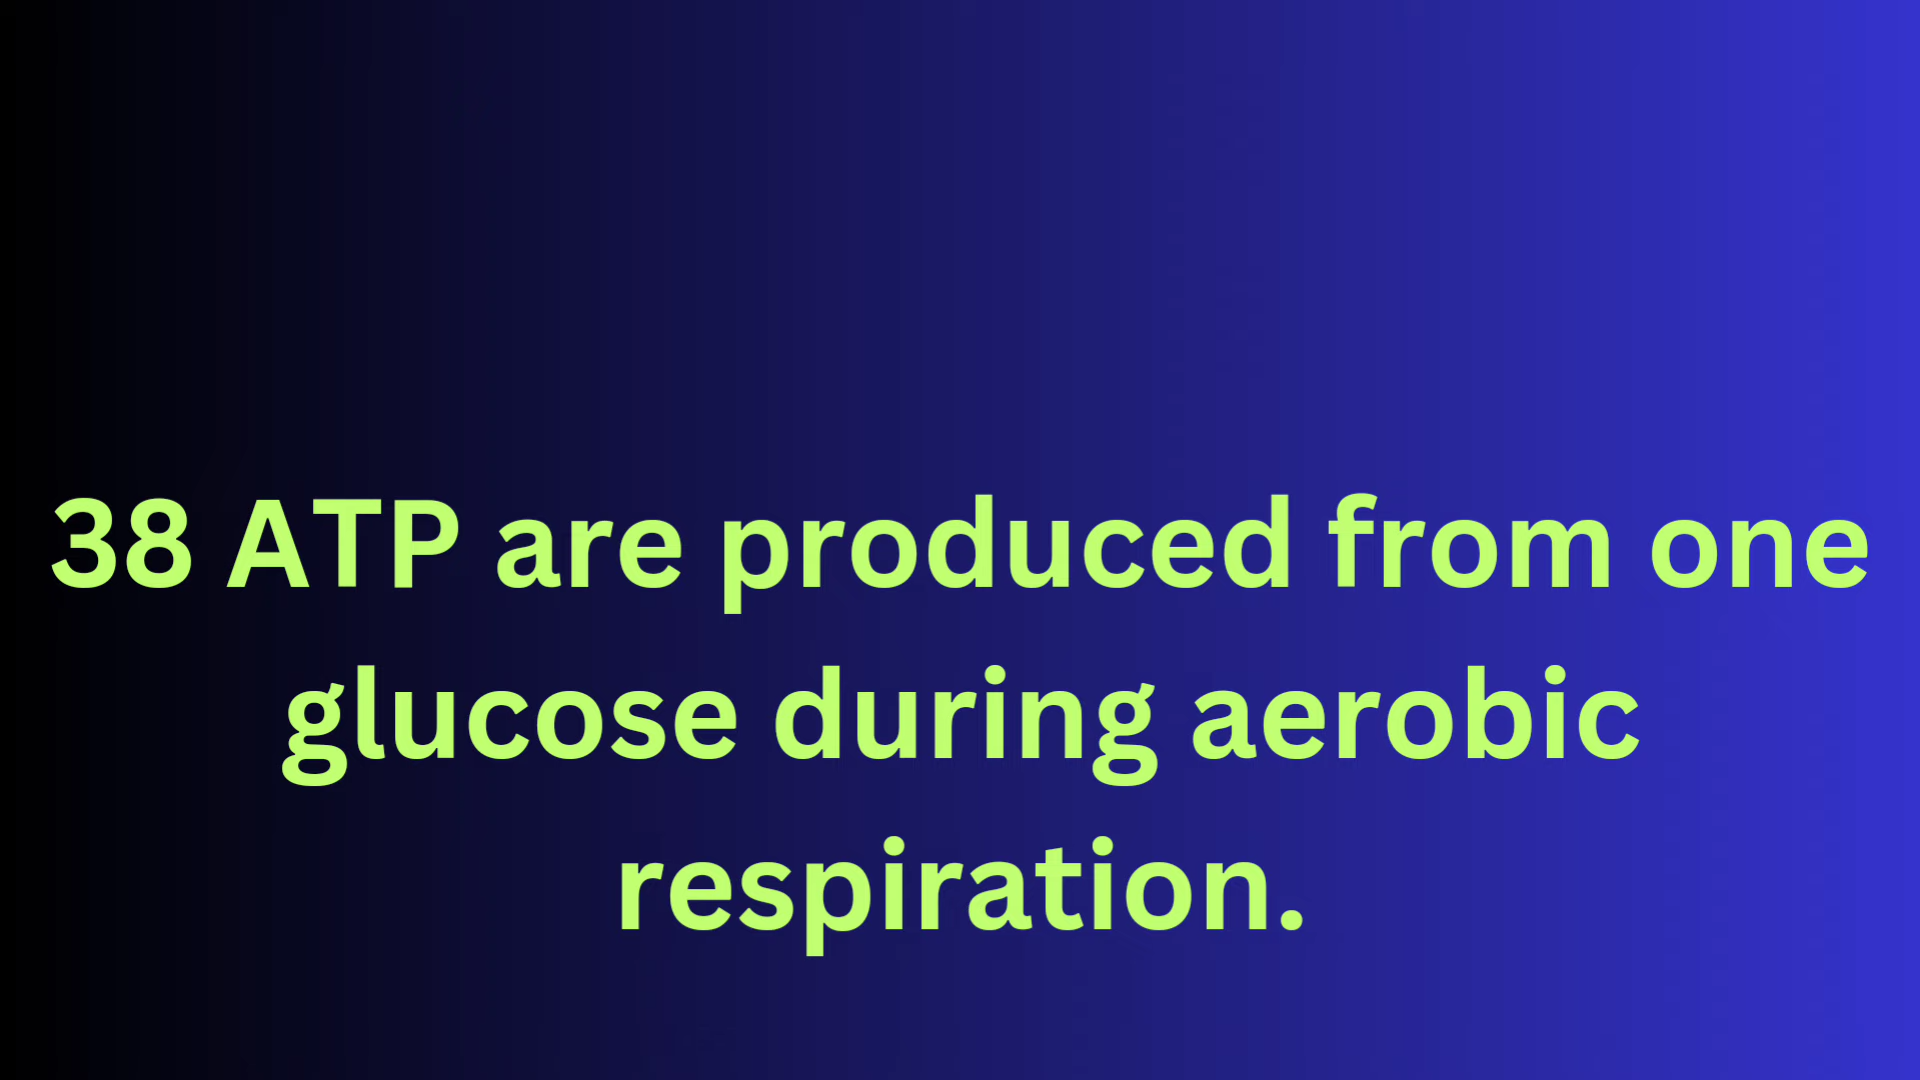 38 ATP are produced from one
glucose during aerobic
respiration.